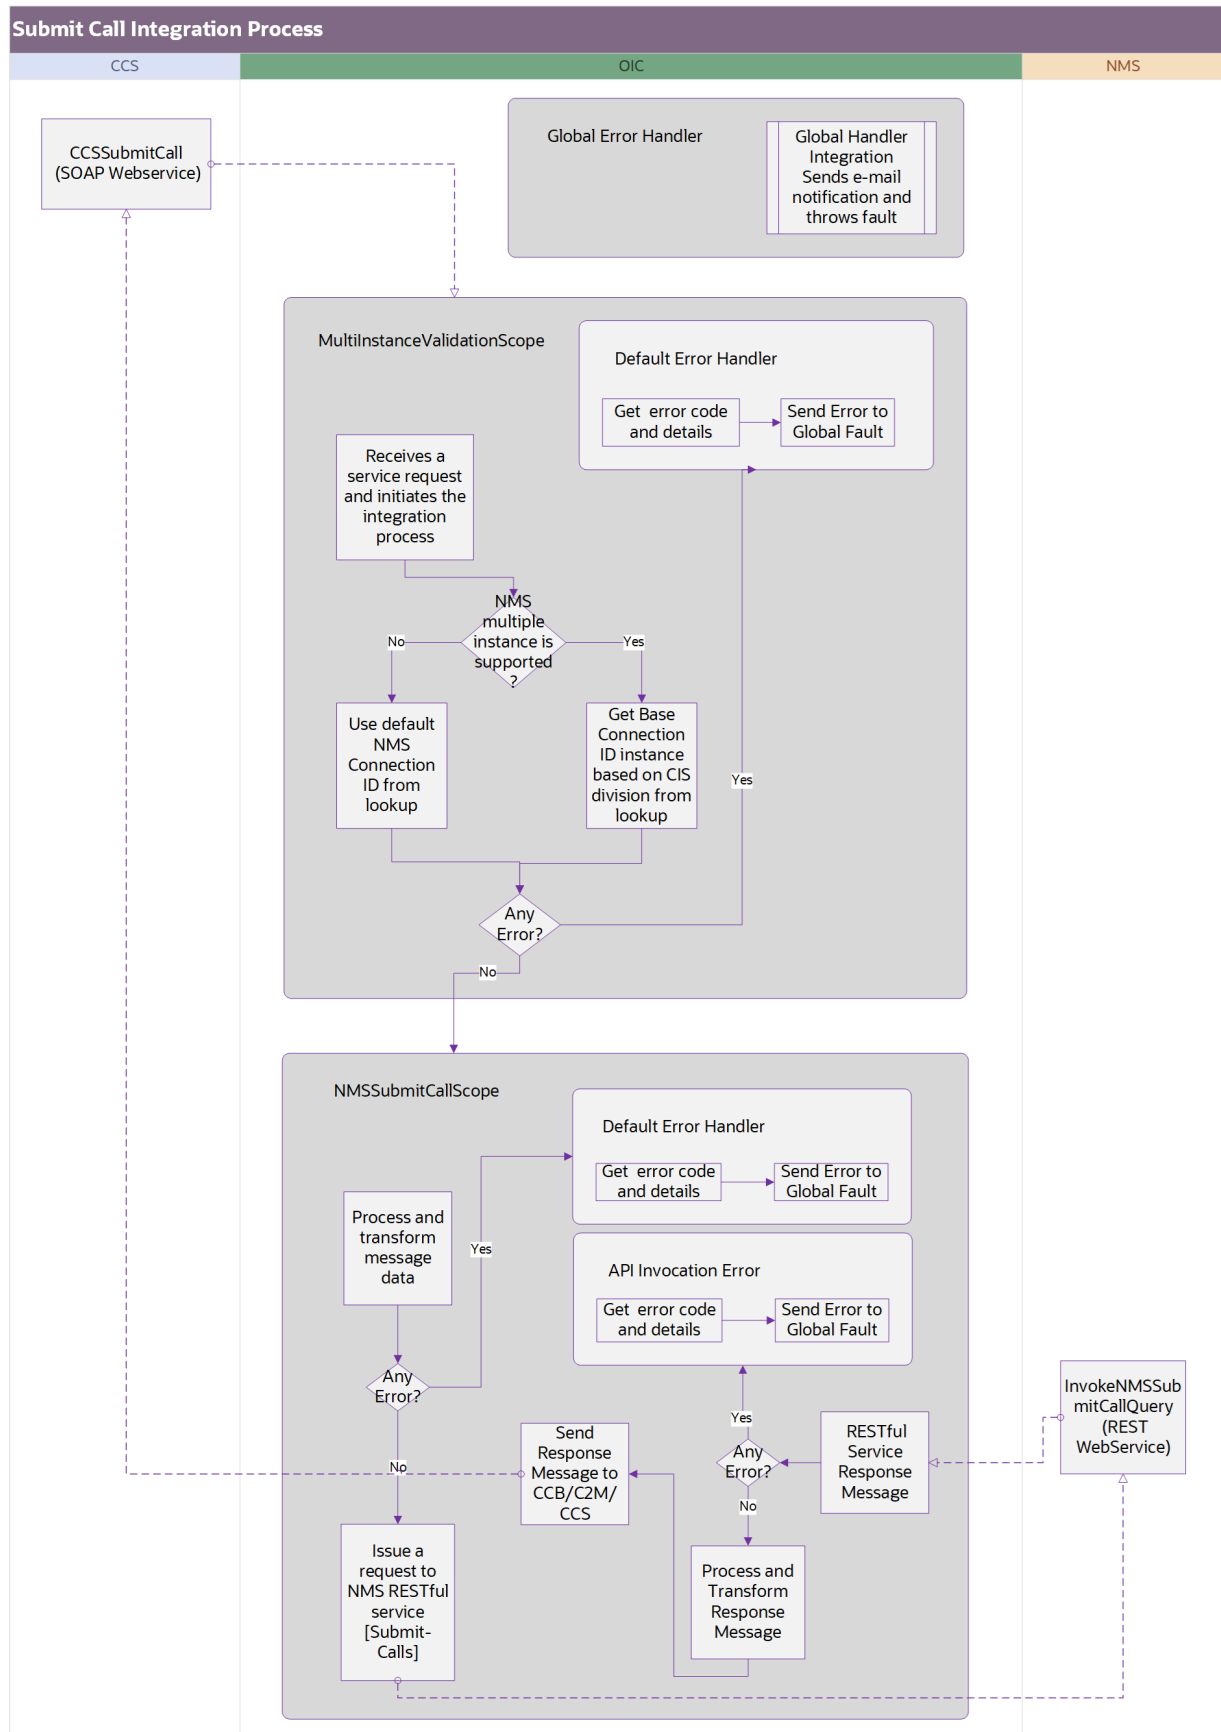 Submit Call Integration Process
CCS
OIC
NMS
CCSSubmitCall
(SOAP Webservice)
Global Error Handler
Global Handler
Integration
Sends e-mail
notification and
throws fault
MultiInstanceValidationScope
Default Error Handler
Get error code
and details
Send Error to
Global Fault
Receives a
service request
and initiates the
integration
process
NMS
multiple
instance is
supported
?
No
Yes
Use default
NMS
Connection
ID from
lookup
Get Base
Connection
ID instance
based on CIS
division from
lookup
Yes
Any
Error?
No
NMSSubmitCallScope
Default Error Handler
Get error code
and details
Send Error to
Global Fault
Process and
transform
message
data
Yes
API Invocation Error
Get error code
and details
Send Error to
Global Fault
Any
Error?
No
Send
Response
Message to
CCB/C2M/
CCS
Yes
Any
Error?
No
RESTful
Service
Response
Message
InvokeNMSSub
mitCallQuery
(REST
WebService)
Issue a
request to
NMS RESTful
service
[Submit-
Calls]
Process and
Transform
Response
Message